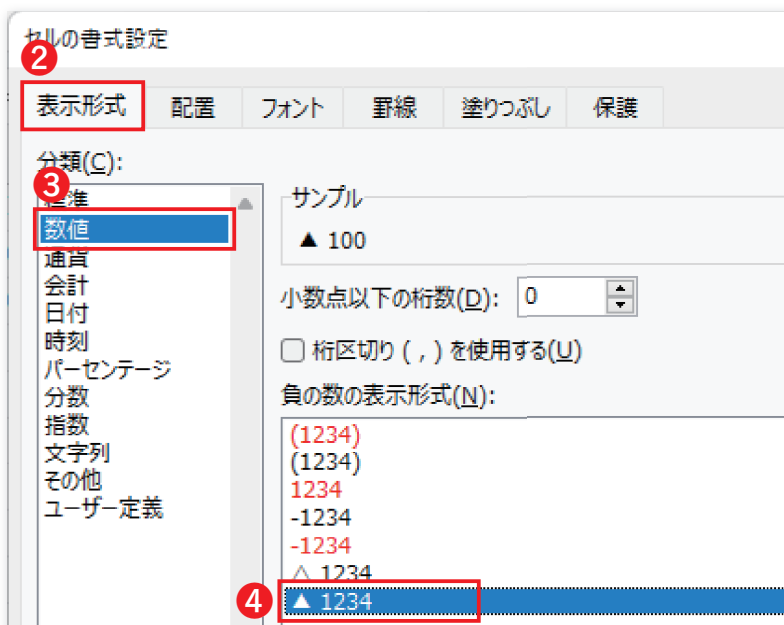 セルの書式設定
2
表示形式 配置 フォント 罫線 塗りつぶし 保護
分類(C):
3
標準
数値
通貨
会計
日付
時刻
パーセンテージ
分数
指数
文字列
その他
ユーザー定義
サンプル
▲ 100
小数点以下の桁数(D): 0
桁区切り ( , ) を使用する(U)
負の数の表示形式(N):
(1234)
(1234)
1234
-1234
-1234
△ 1234
4
▲ 1234